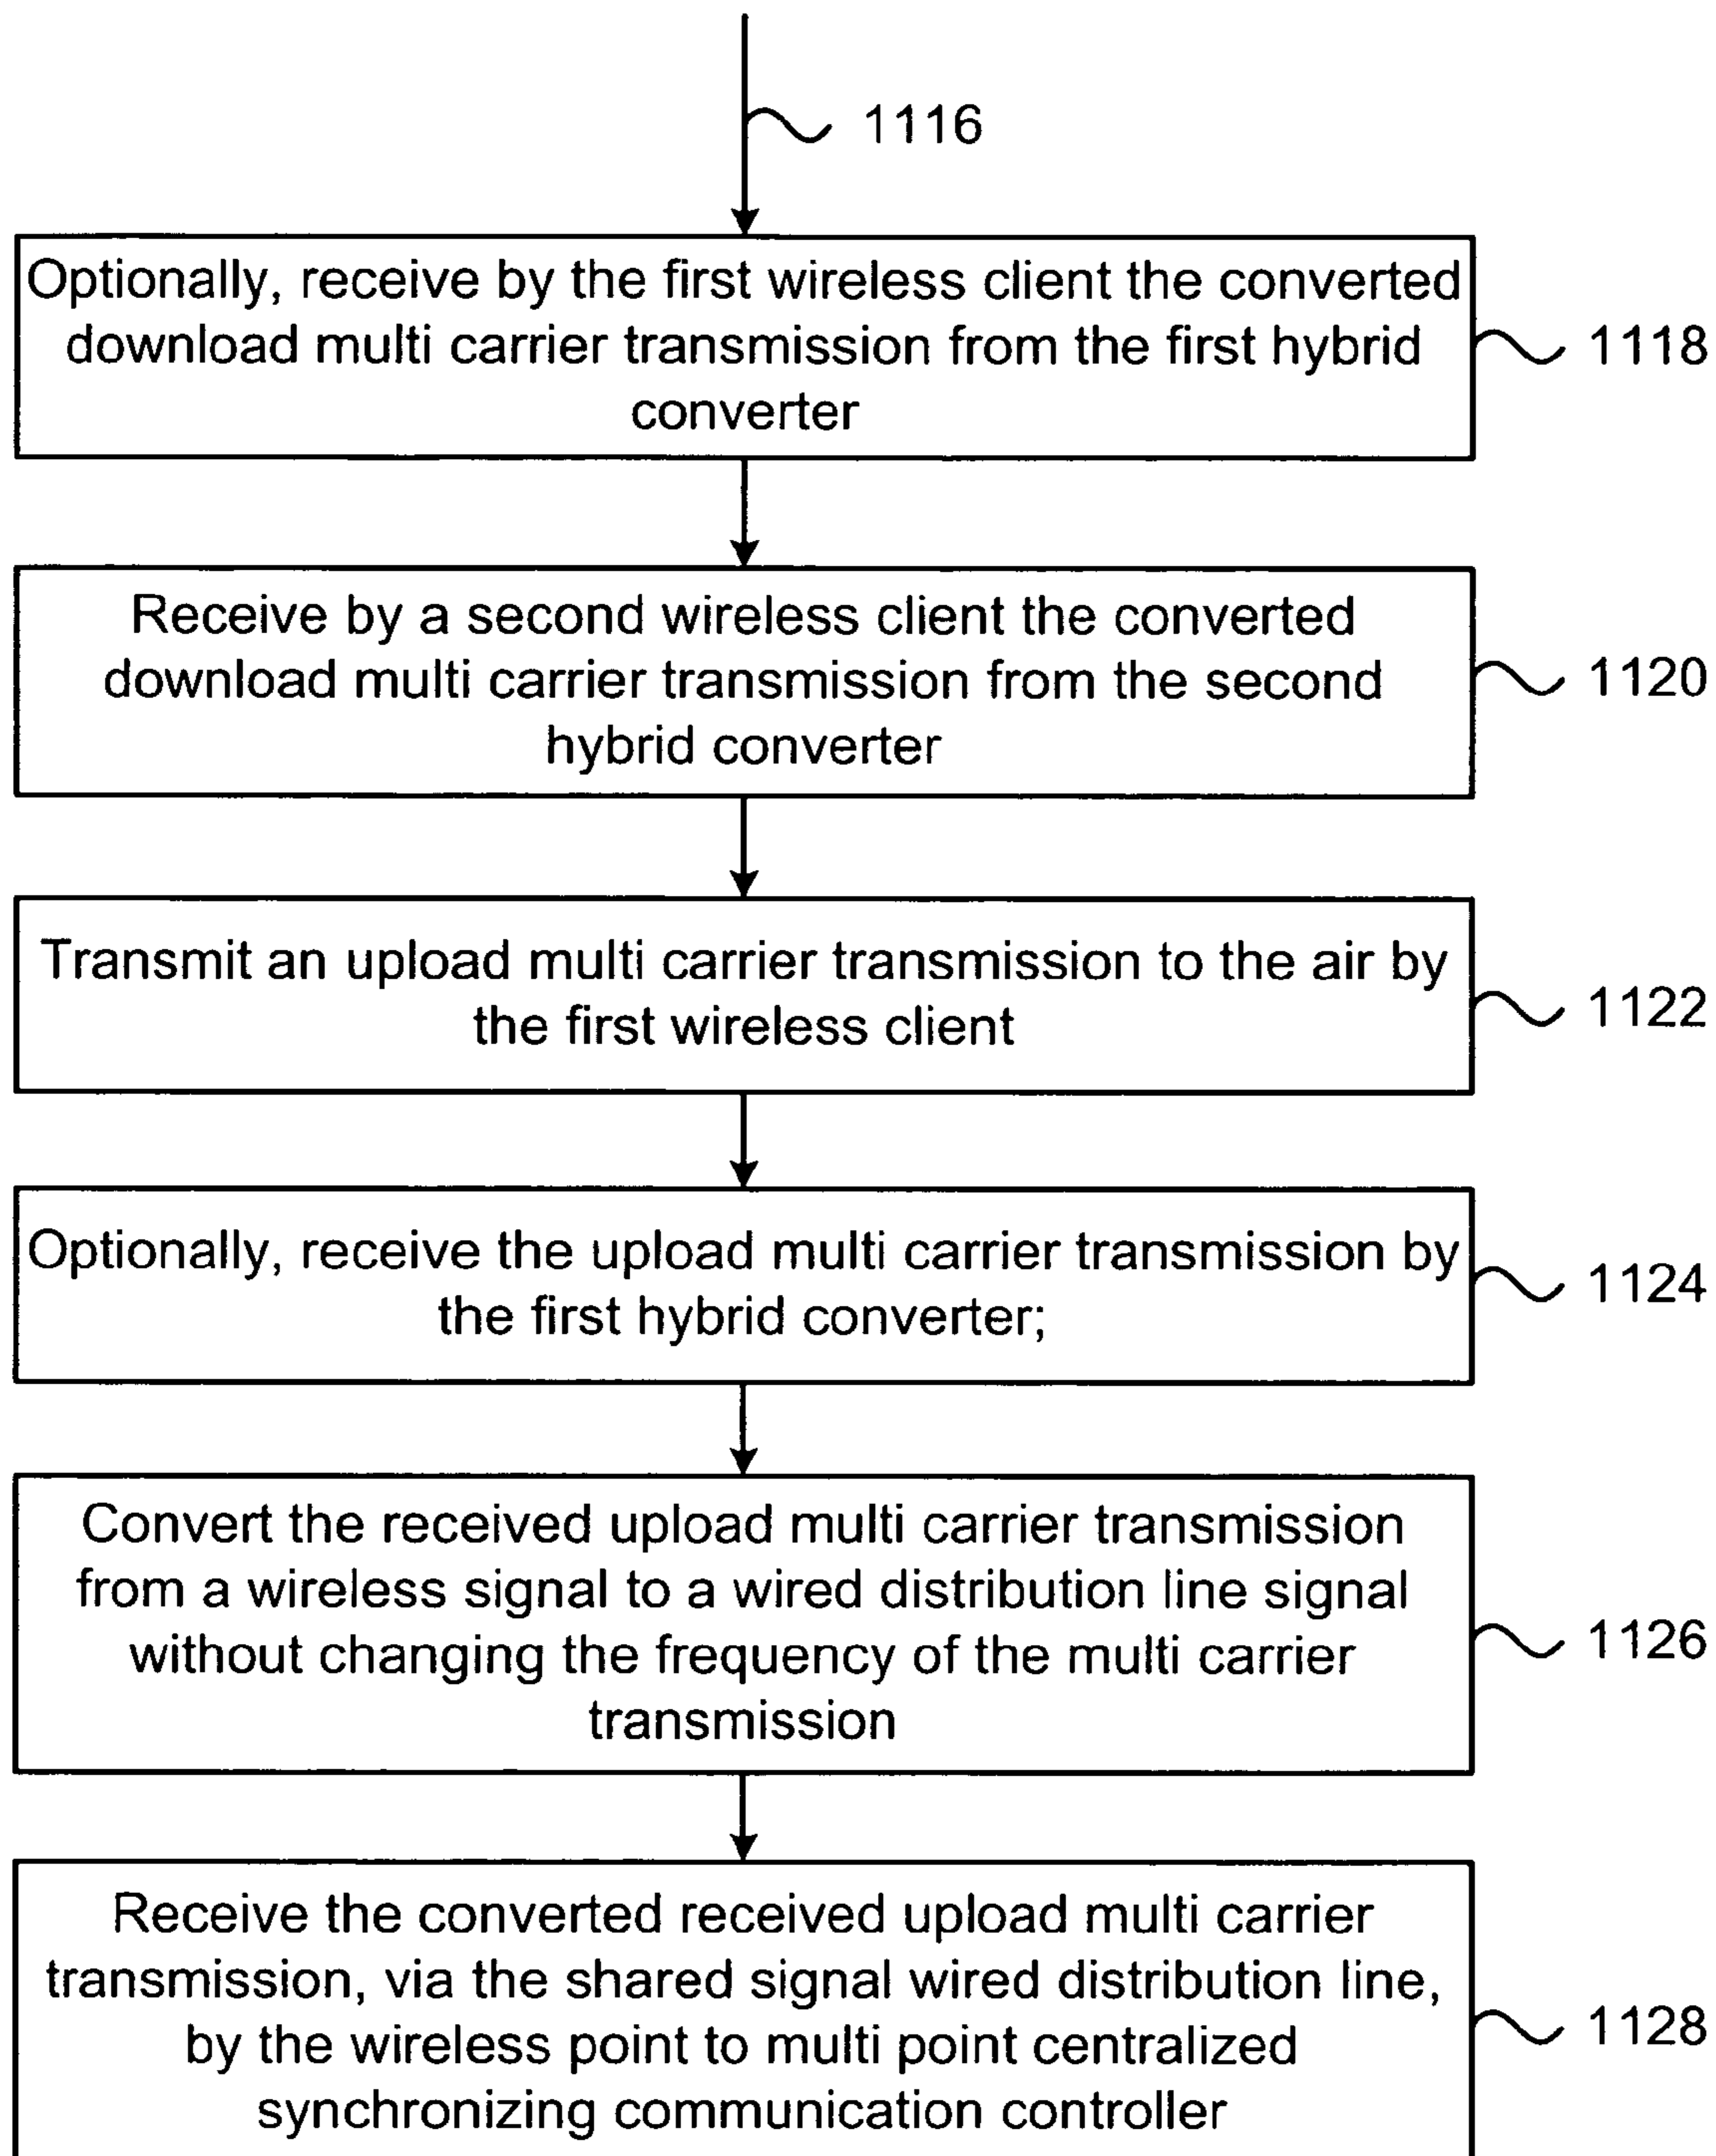 1116
Optionally, receive by the first wireless client the converted
download multi carrier transmission from the first hybrid
converter
1118
Receive by a second wireless client the converted
download multi carrier transmission from the second
hybrid converter
1120
Transmit an upload multi carrier transmission to the air by
the first wireless client
1122
Optionally, receive the upload multi carrier transmission by
the first hybrid converter;
1124
Convert the received upload multi carrier transmission
from a wireless signal to a wired distribution line signal
without changing the frequency of the multi carrier
transmission
1126
Receive the converted received upload multi carrier
transmission, via the shared signal wired distribution line,
by the wireless point to multi point centralized
synchronizing communication controller
1128